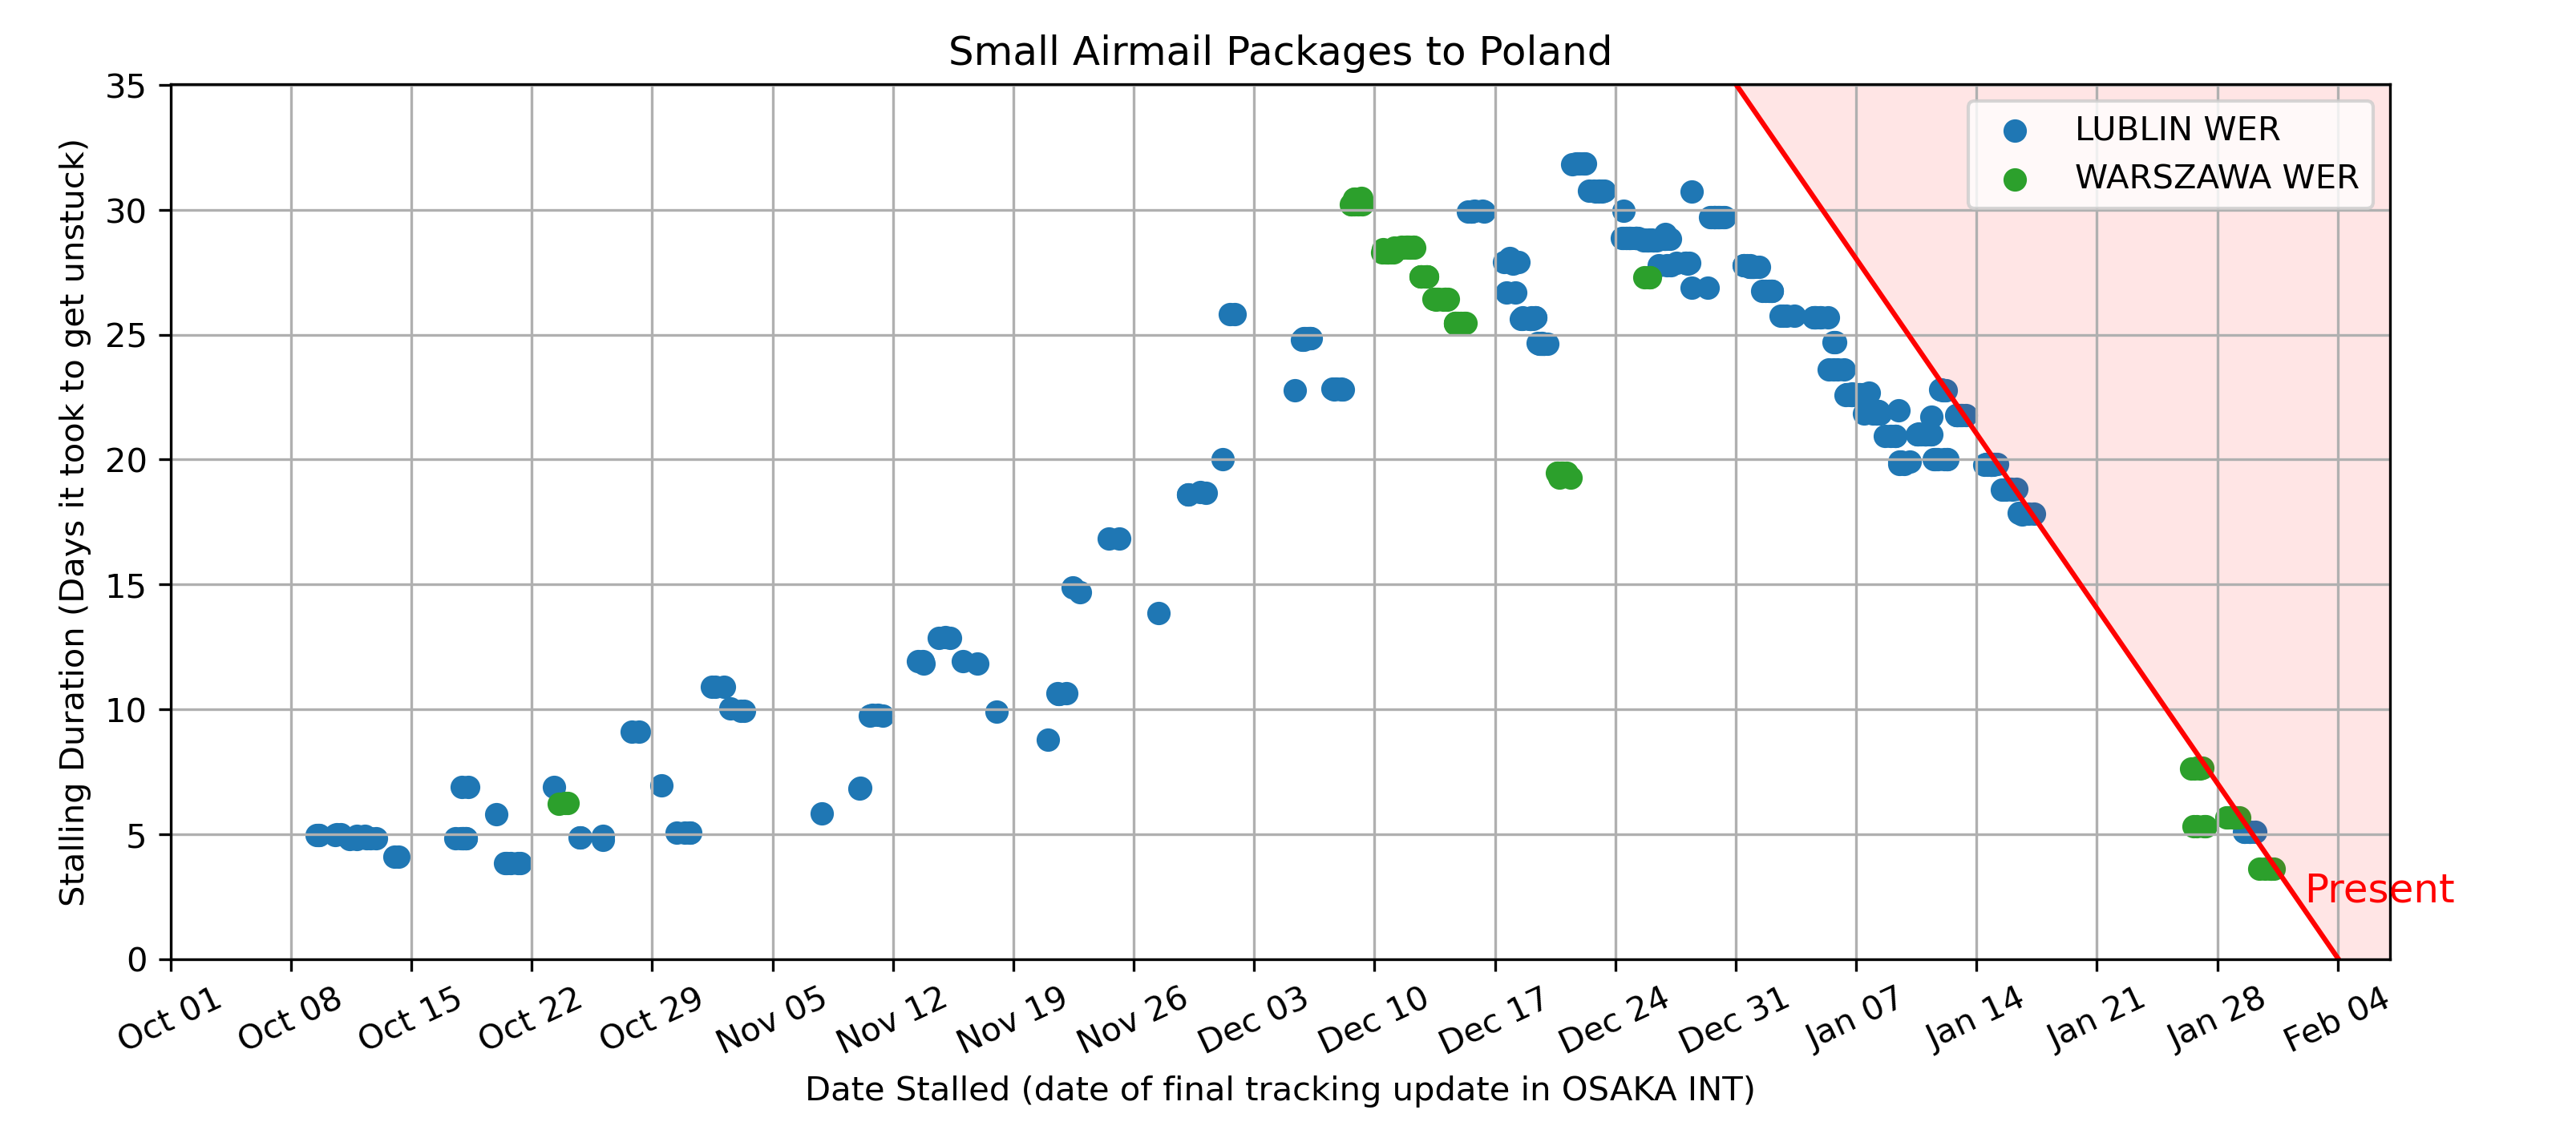 Small Airmail Packages to Poland
35
30
25
20
15
10
5
0
Stalling Duration (Days it took to get unstuck)
LUBLIN WER
WARSZAWA WER
Present
Oct 01
Oct 08
Oct 15
Oct 22
Oct 29
Nov 05
Nov 12
Nov 19
Nov 26
Dec 03
Dec 10
Dec 17
Dec 24
Dec 31
Jan 07
Jan 14
Jan 21
Jan 28
Feb 04
Date Stalled (date of final tracking update in OSAKA INT)